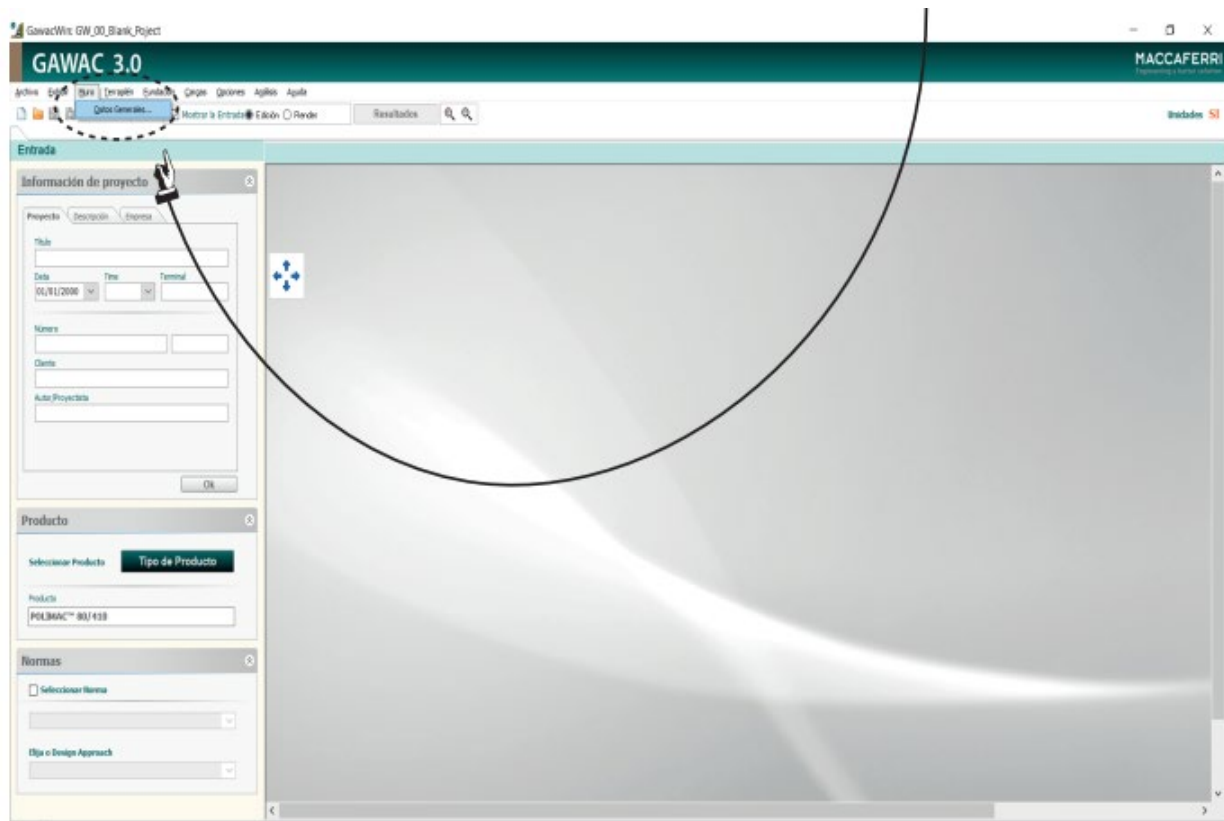 GawacWin: GW_00_Blank_Poject
GAWAC 3.0
MACCAFERRI
Archivo Muro Terraplén Fundación Cargas Opciones Ayuda
Datos Generales...
Mostrar la Entrada Edición Render Resultados Unidades SI
Entrada
Información de proyecto
Proyecto Descripción Empresa
Título
Data Time Terminal
01/01/2000
Número
Cliente
Autor/Proyectista
Ok
Producto
Seleccionar Producto Tipo de Producto
Producto
POLIMAC™ 80/410
Normas
Seleccionar Norma
Elija o Design Approach